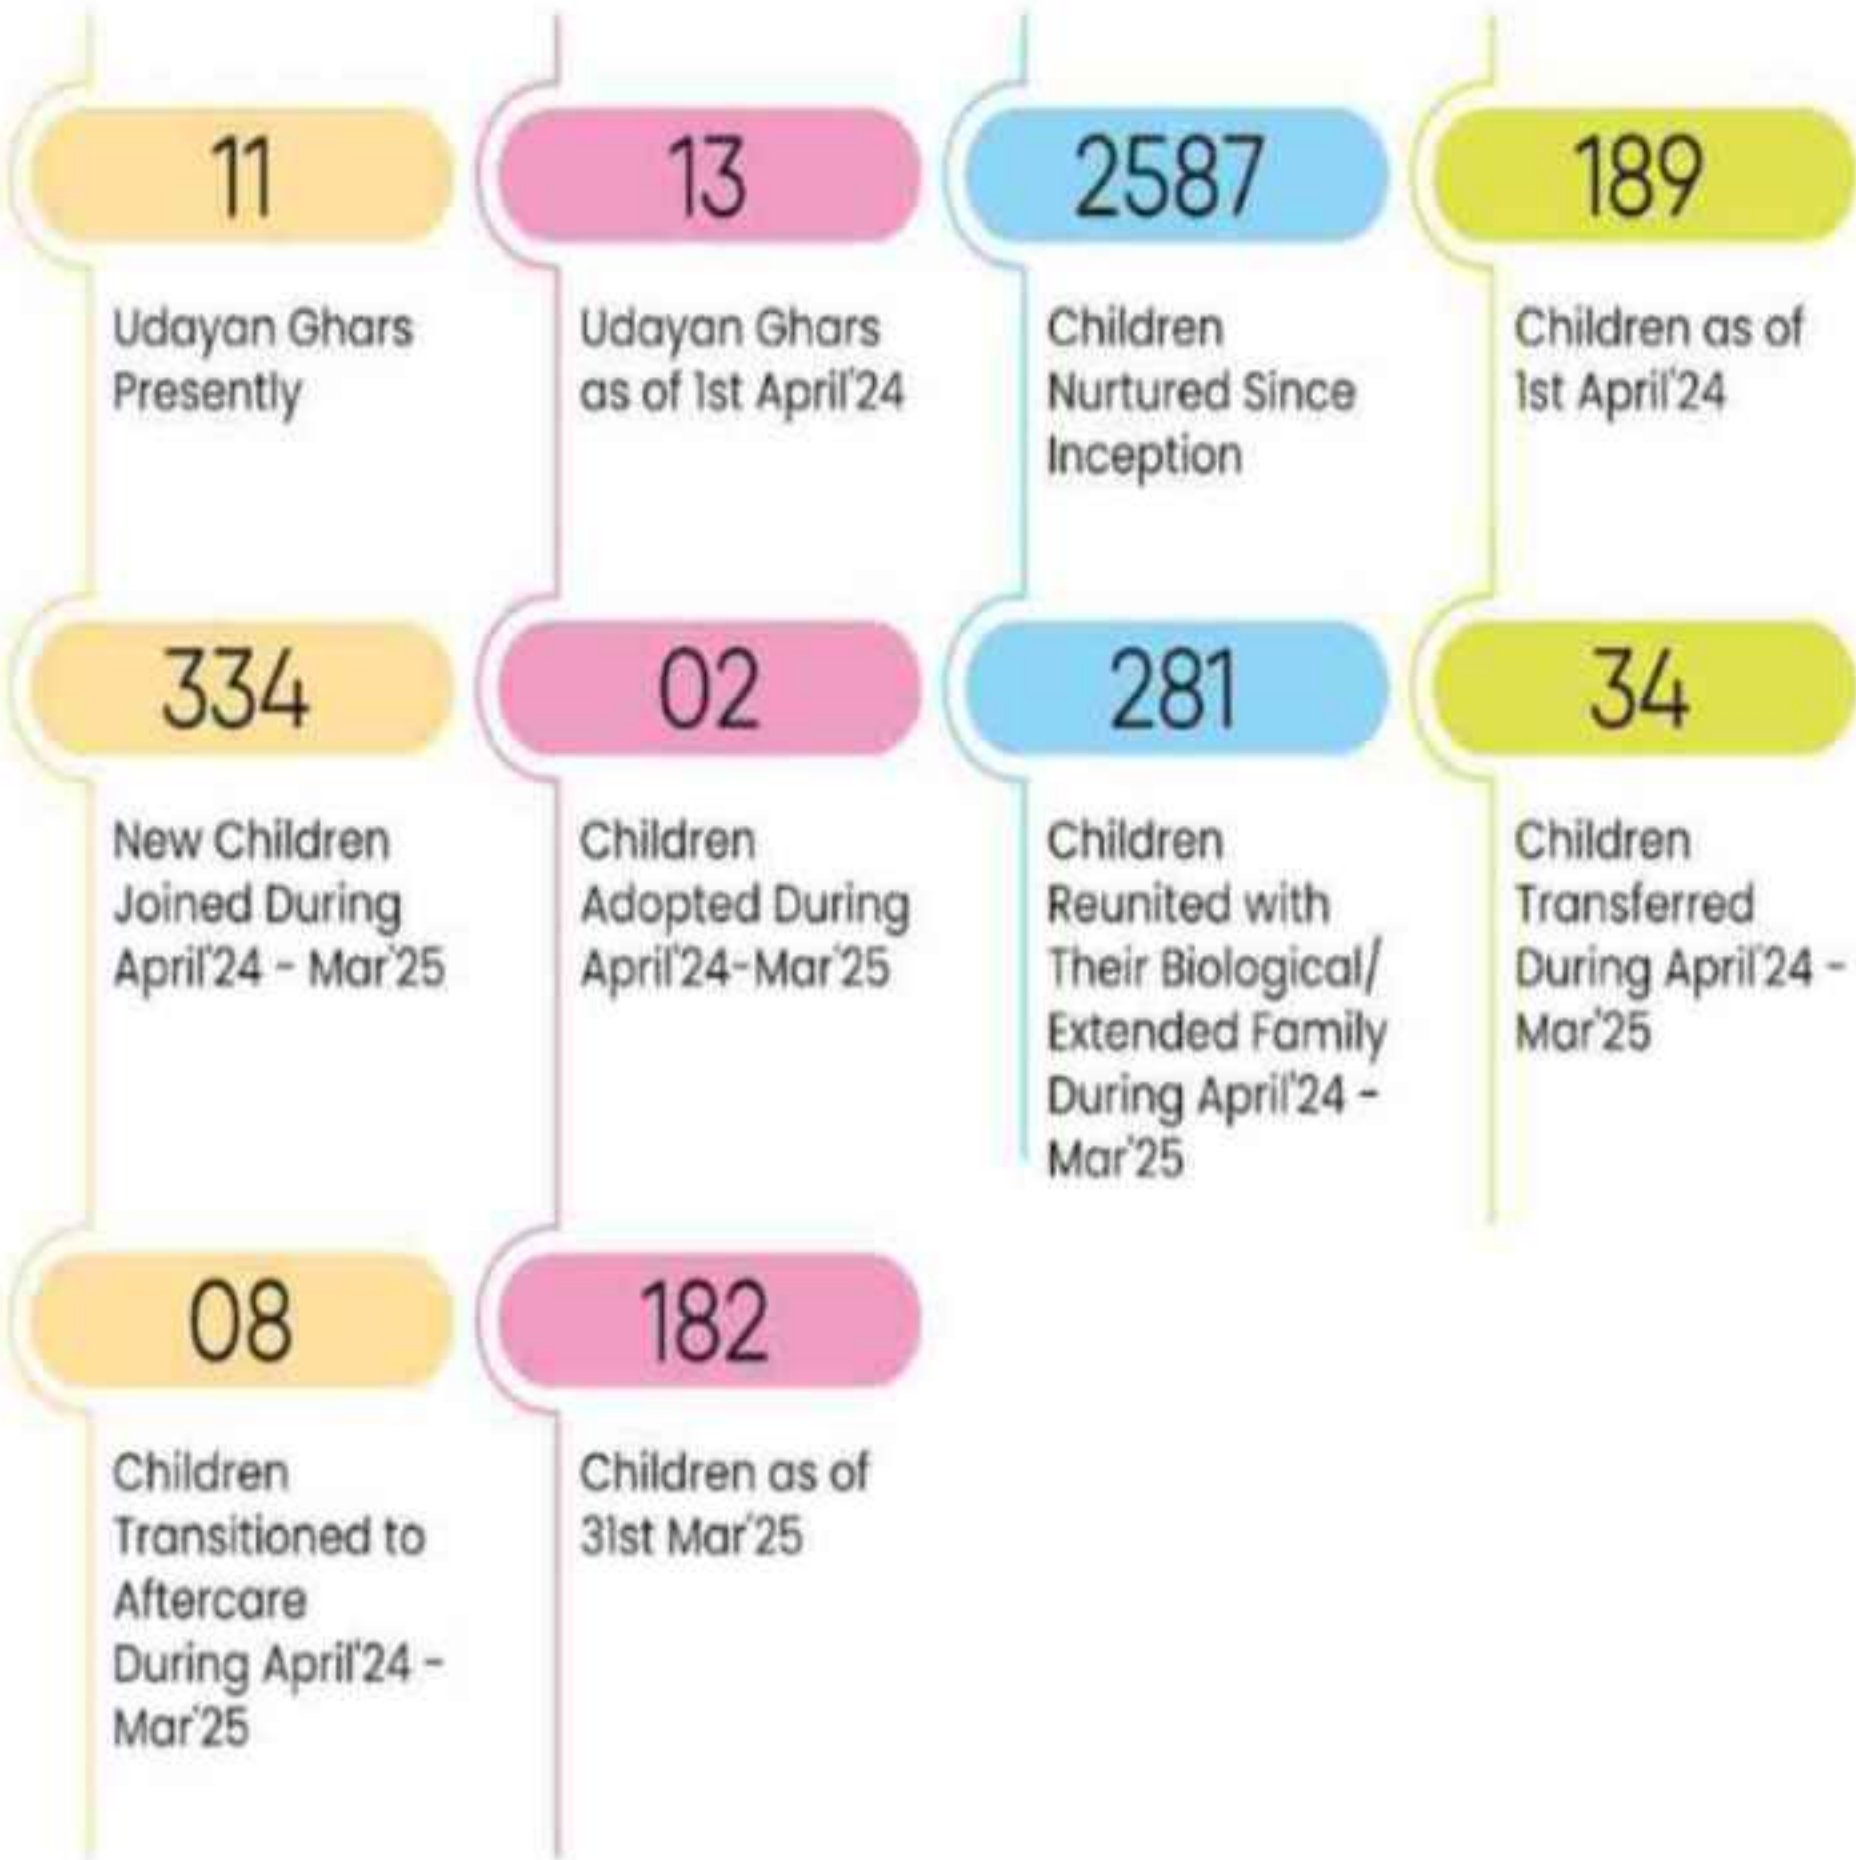 11
Udayan Ghars
Presently
13
Udayan Ghars
as of 1st April'24
2587
Children
Nurtured Since
Inception
189
Children as of
1st April'24
334
New Children
Joined During
April'24 - Mar'25
02
Children
Adopted During
April'24-Mar'25
281
Children
Reunited with
Their Biological/
Extended Family
During April'24 -
Mar'25
34
Children
Transferred
During April'24 -
Mar'25
08
Children
Transitioned to
Aftercare
During April'24 -
Mar'25
182
Children as of
31st Mar'25